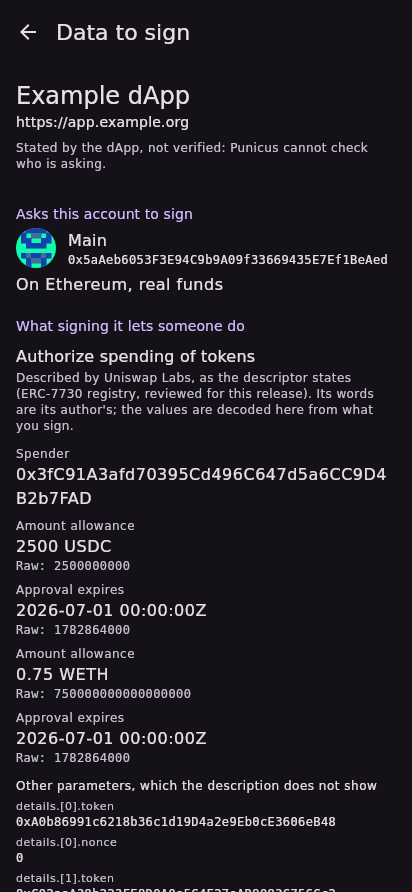 Data to sign
Example dApp
https://app.example.org
Stated by the dApp, not verified: Punicus cannot check
who is asking.
Asks this account to sign
Main
0x5aAeb6053F3E94C9b9A09f33669435E7Ef1BeAed
On Ethereum, real funds
What signing it lets someone do
Authorize spending of tokens
Described by Uniswap Labs, as the descriptor states
(ERC-7730 registry, reviewed for this release). Its words
are its author's; the values are decoded here from what
you sign.
Spender
0x3fC91A3afd70395Cd496C647d5a6CC9D4
B2b7FAD
Amount allowance
2500 USDC
Raw: 2500000000
Approval expires
2026-07-01 00:00:00Z
Raw: 1782864000
Amount allowance
0.75 WETH
Raw: 750000000000000000
Approval expires
2026-07-01 00:00:00Z
Raw: 1782864000
Other parameters, which the description does not show
details.[0].token
0xA0b86991c6218b36c1d19D4a2e9Eb0cE3606eB48
details.[0].nonce
0
details.[1].token